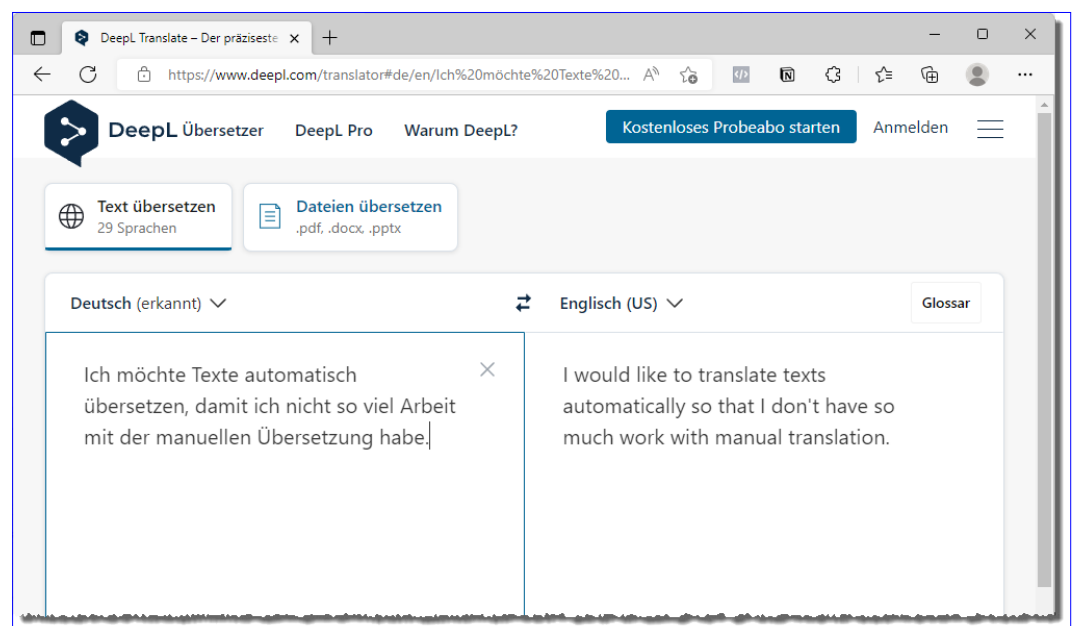 DeepL Translate – Der präziseste
https://www.deepl.com/translator#de/en/Ich%20möchte%20Texte%20...
DeepL Übersetzer DeepL Pro Warum DeepL? Kostenloses Probeabo starten Anmelden
Text übersetzen
29 Sprachen
Dateien übersetzen
.pdf, .docx, .pptx
Deutsch (erkannt) Englisch (US) Glossar
Ich möchte Texte automatisch
übersetzen, damit ich nicht so viel Arbeit
mit der manuellen Übersetzung habe.
I would like to translate texts
automatically so that I don't have so
much work with manual translation.